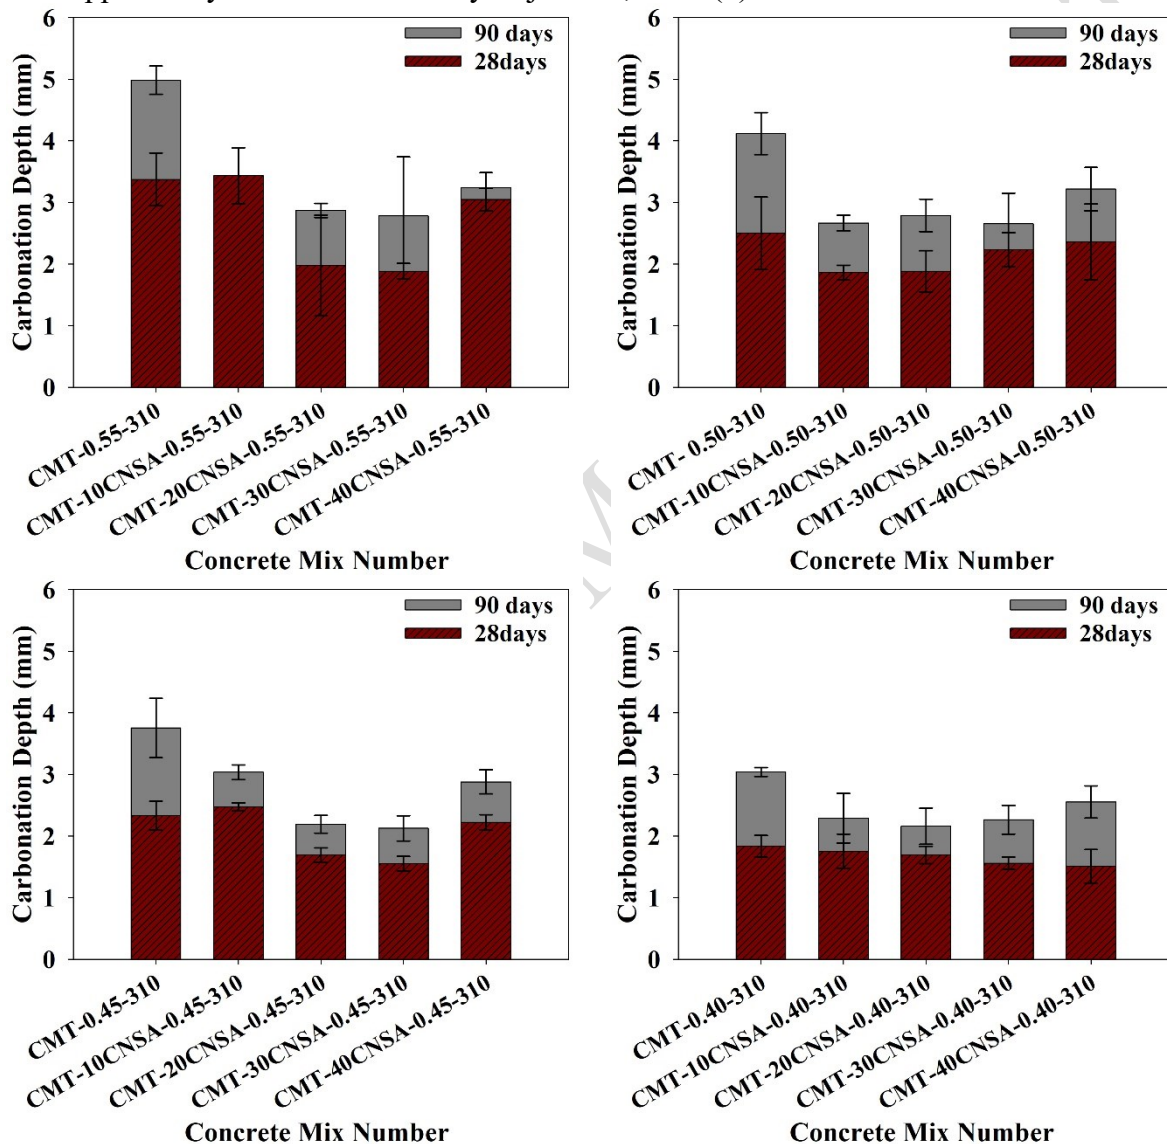 6
90 days
28days
5
4
3
2
1
0
Carbonation Depth (mm)
CMT-0.55-310
CMT-10CNSA-0.55-310
CMT-20CNSA-0.55-310
CMT-30CNSA-0.55-310
CMT-40CNSA-0.55-310
Concrete Mix Number
6
90 days
28days
5
4
3
2
1
0
Carbonation Depth (mm)
CMT- 0.50-310
CMT-10CNSA-0.50-310
CMT-20CNSA-0.50-310
CMT-30CNSA-0.50-310
CMT-40CNSA-0.50-310
Concrete Mix Number
6
90 days
28days
5
4
3
2
1
0
Carbonation Depth (mm)
CMT-0.45-310
CMT-10CNSA-0.45-310
CMT-20CNSA-0.45-310
CMT-30CNSA-0.45-310
CMT-40CNSA-0.45-310
Concrete Mix Number
6
90 days
28days
5
4
3
2
1
0
Carbonation Depth (mm)
CMT-0.40-310
CMT-10CNSA-0.40-310
CMT-20CNSA-0.40-310
CMT-30CNSA-0.40-310
CMT-40CNSA-0.40-310
Concrete Mix Number